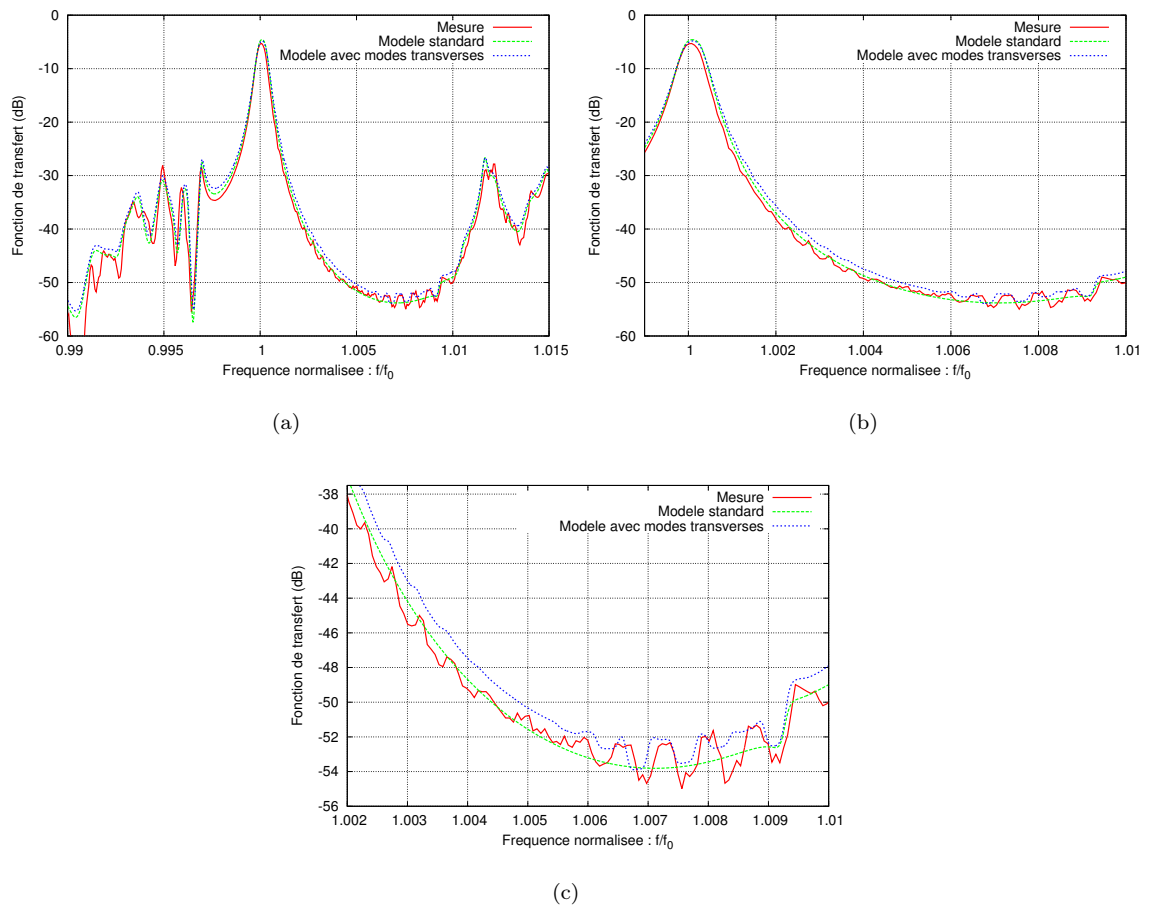 Mesure
Modele standard
Modele avec modes transverses
Fonction de transfert (dB)
0
-10
-20
-30
-40
-50
-60
0.99
0.995
1
1.005
1.01
1.015
Frequence normalisee : f/f0
(a)
Mesure
Modele standard
Modele avec modes transverses
Fonction de transfert (dB)
0
-10
-20
-30
-40
-50
-60
1
1.002
1.004
1.006
1.008
1.01
Frequence normalisee : f/f0
(b)
Mesure
Modele standard
Modele avec modes transverses
Fonction de transfert (dB)
-38
-40
-42
-44
-46
-48
-50
-52
-54
-56
1.002
1.003
1.004
1.005
1.006
1.007
1.008
1.009
1.01
Frequence normalisee : f/f0
(c)